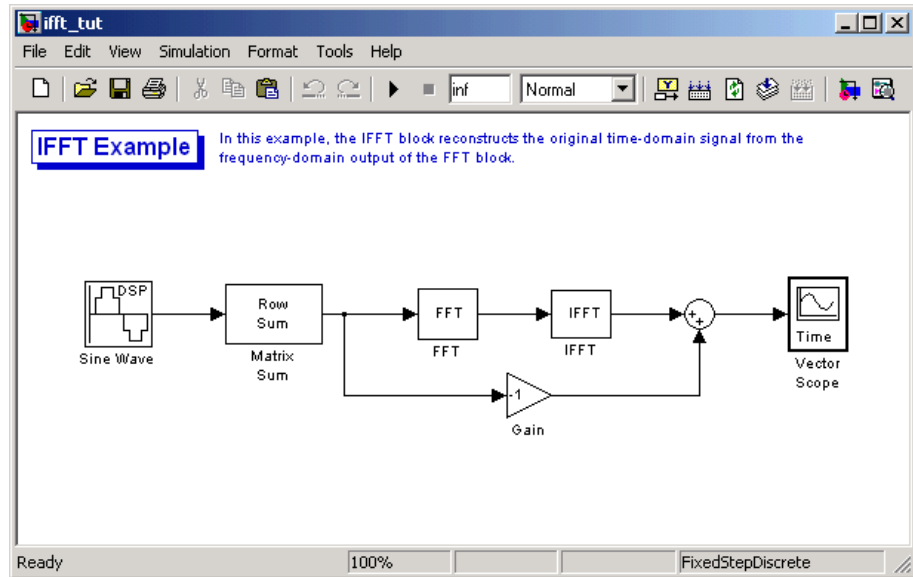 ifft_tut
File Edit View Simulation Format Tools Help
inf Normal
IFFT Example
In this example, the IFFT block reconstructs the original time-domain signal from the
frequency-domain output of the FFT block.
DSP
Sine Wave
Row
Sum
Matrix
Sum
FFT
FFT
IFFT
IFFT
-1
Gain
+
+
Time
Vector
Scope
Ready 100% FixedStepDiscrete